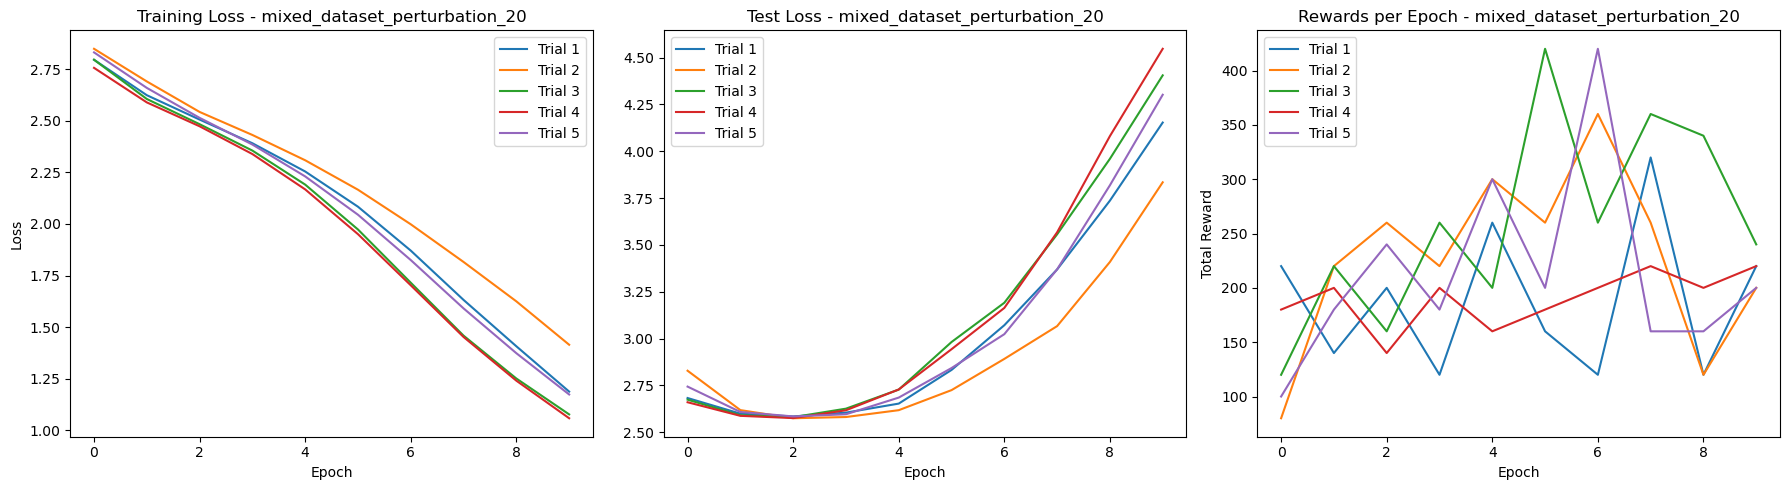 Training Loss - mixed_dataset_perturbation_20
Loss
2.75
2.50
2.25
2.00
1.75
1.50
1.25
1.00
0 2 4 6 8
Epoch
Trial 1
Trial 2
Trial 3
Trial 4
Trial 5
Test Loss - mixed_dataset_perturbation_20
4.50
4.25
4.00
3.75
3.50
3.25
3.00
2.75
2.50
0 2 4 6 8
Epoch
Trial 1
Trial 2
Trial 3
Trial 4
Trial 5
Rewards per Epoch - mixed_dataset_perturbation_20
Total Reward
400
350
300
250
200
150
100
0 2 4 6 8
Epoch
Trial 1
Trial 2
Trial 3
Trial 4
Trial 5